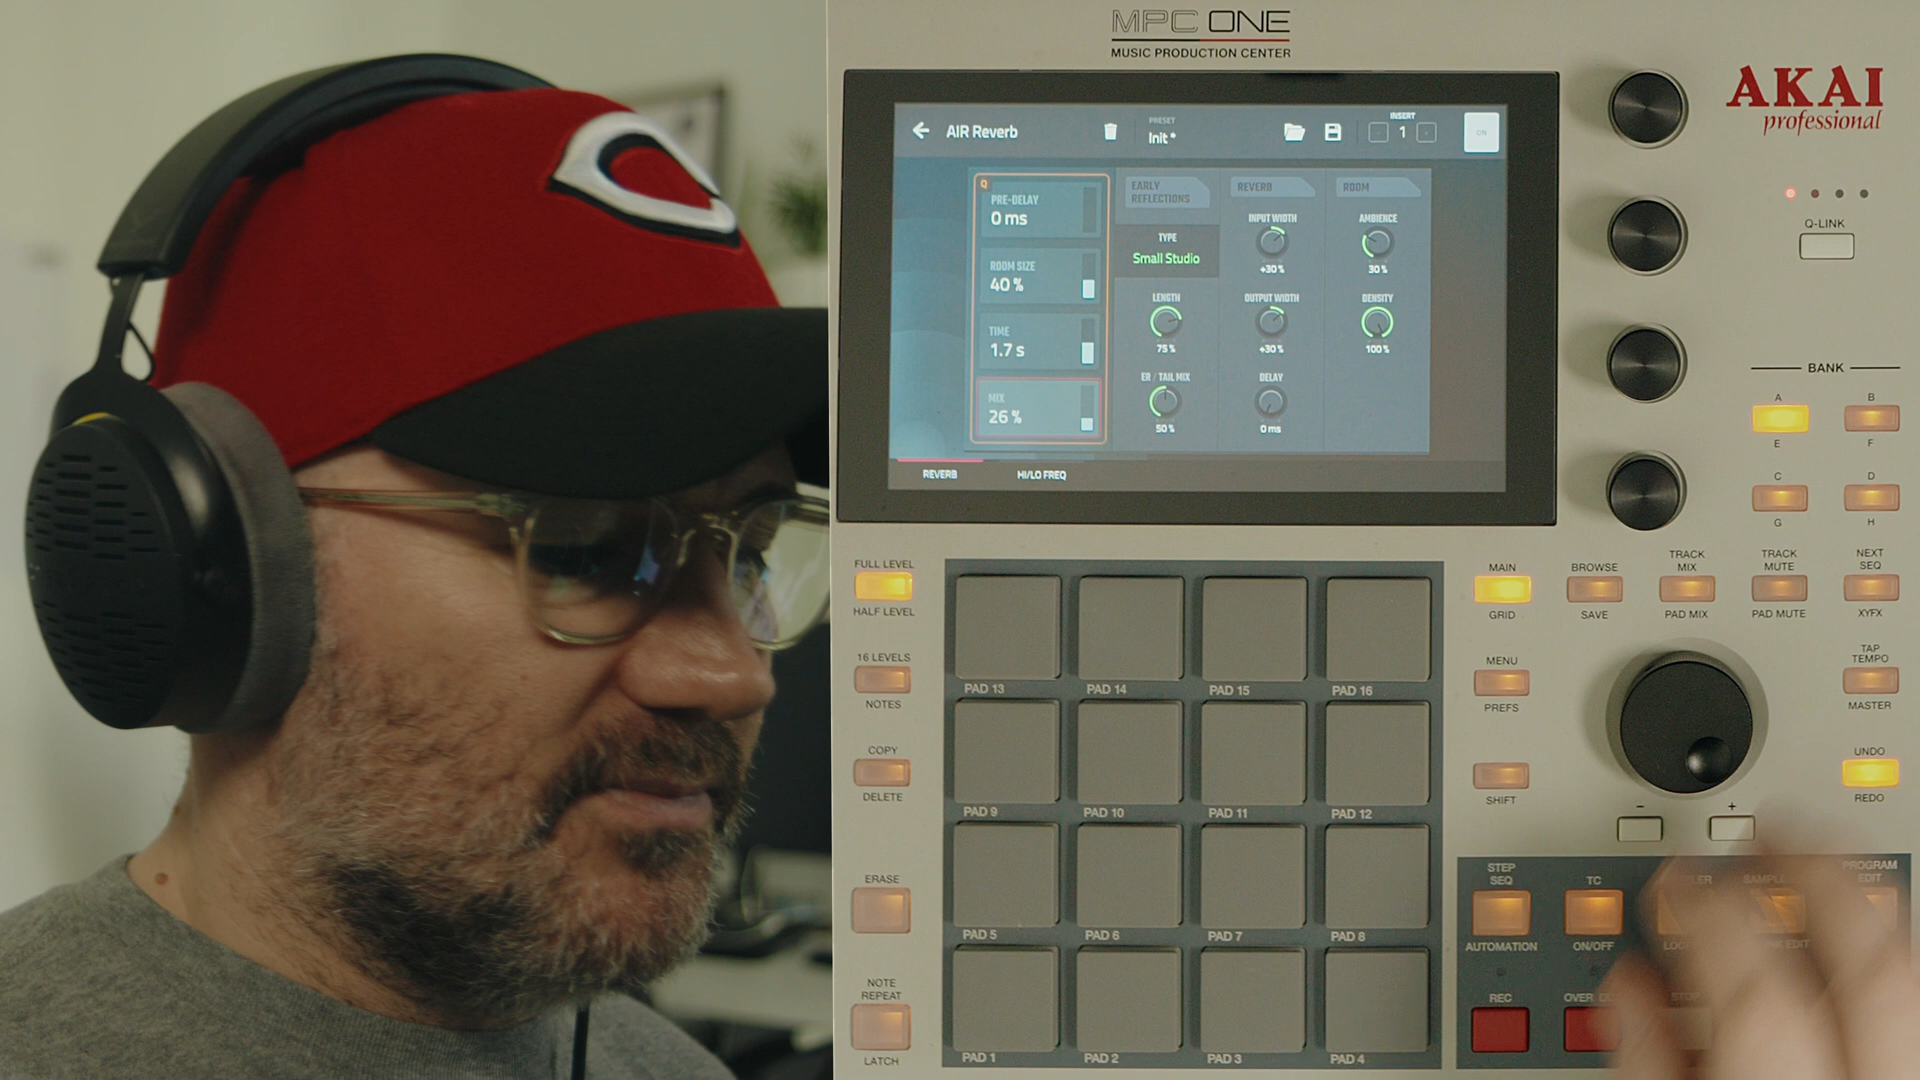 MPC ONE
MUSIC PRODUCTION CENTER
AKAI
professional
AIR Reverb
PRESET
Init*
INSERT
1
ON
Q
PRE-DELAY
0 ms
ROOM SIZE
40 %
TIME
1.7 s
MIX
26 %
EARLY
REFLECTIONS
TYPE
Small Studio
LENGTH
75 %
ER / TAIL MIX
50 %
REVERB
INPUT WIDTH
+30 %
OUTPUT WIDTH
+30 %
DELAY
0 ms
ROOM
AMBIENCE
30 %
DENSITY
100 %
REVERB
HI/LO FREQ
Q-LINK
BANK
A
B
E
F
C
D
G
H
FULL LEVEL
HALF LEVEL
16 LEVELS
NOTES
COPY
DELETE
ERASE
NOTE
REPEAT
LATCH
PAD 13
PAD 14
PAD 15
PAD 16
PAD 9
PAD 10
PAD 11
PAD 12
PAD 5
PAD 6
PAD 7
PAD 8
PAD 1
PAD 2
PAD 3
PAD 4
MAIN
GRID
BROWSE
SAVE
TRACK
MIX
PAD MIX
TRACK
MUTE
PAD MUTE
NEXT
SEQ
XYFX
MENU
PREFS
TAP
TEMPO
MASTER
SHIFT
UNDO
REDO
−
+
STEP
SEQ
AUTOMATION
TC
ON/OFF
PROGRAM
EDIT
EDIT
REC
OVER
STOP